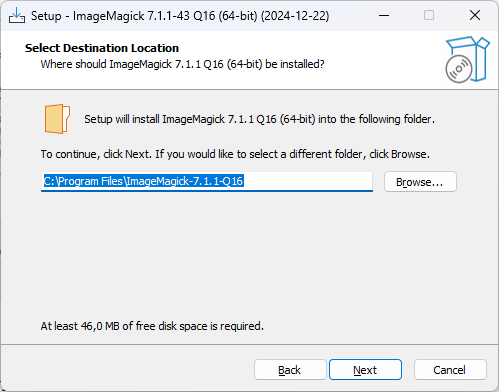 Setup - ImageMagick 7.1.1-43 Q16 (64-bit) (2024-12-22)
Select Destination Location
Where should ImageMagick 7.1.1 Q16 (64-bit) be installed?
Setup will install ImageMagick 7.1.1 Q16 (64-bit) into the following folder.
To continue, click Next. If you would like to select a different folder, click Browse.
C:\Program Files\ImageMagick-7.1.1-Q16
Browse...
At least 46,0 MB of free disk space is required.
Back
Next
Cancel